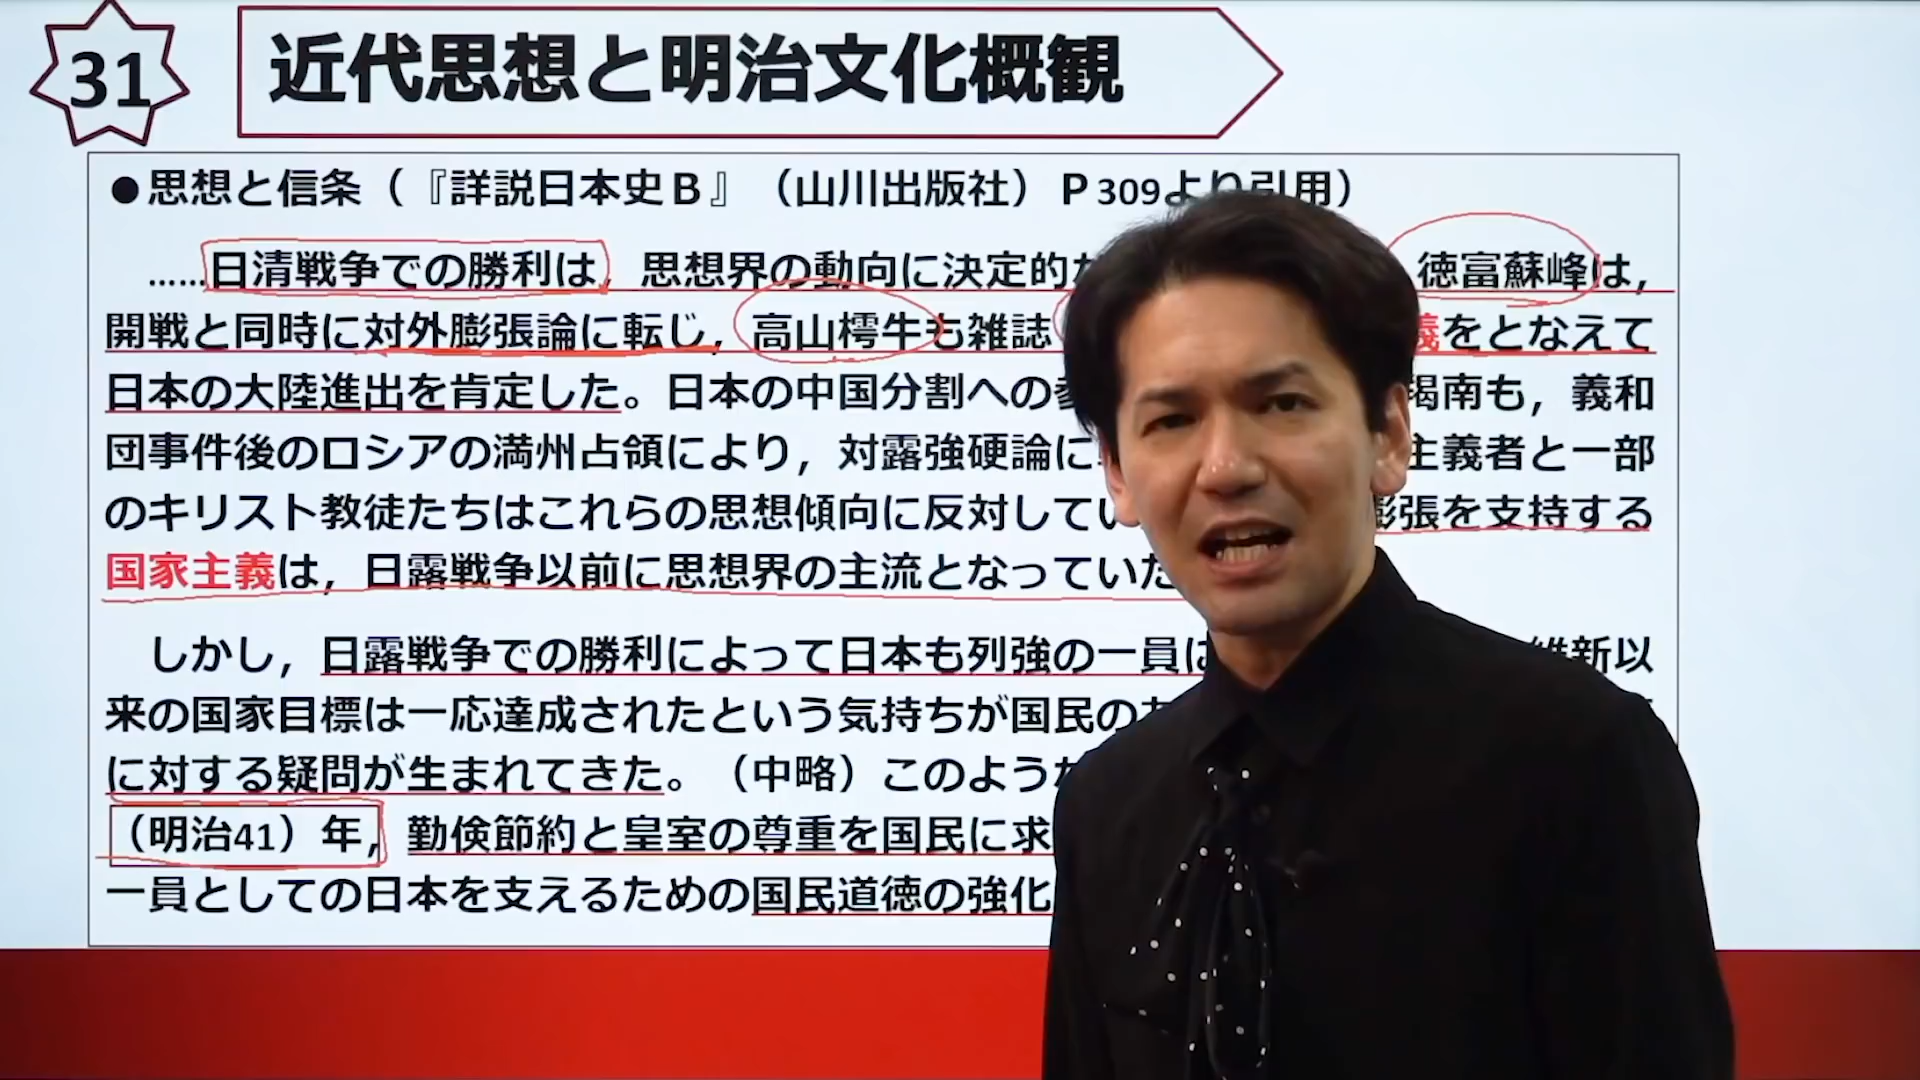 31
近代思想と明治文化概観
●思想と信条（『詳説日本史B』（山川出版社）P309より引用）
……日清戦争での勝利は，思想界の動向に決定的な 徳富蘇峰は，
開戦と同時に対外膨張論に転じ，高山樗牛も雑誌 義をとなえて
日本の大陸進出を肯定した。日本の中国分割への参 羯南も，義和
団事件後のロシアの満州占領により，対露強硬論に 主義者と一部
のキリスト教徒たちはこれらの思想傾向に反対してい 膨張を支持する
国家主義は，日露戦争以前に思想界の主流となっていた
しかし，日露戦争での勝利によって日本も列強の一員に 維新以
来の国家目標は一応達成されたという気持ちが国民の
に対する疑問が生まれてきた。（中略）このような
（明治41）年，勤倹節約と皇室の尊重を国民に求
一員としての日本を支えるための国民道徳の強化